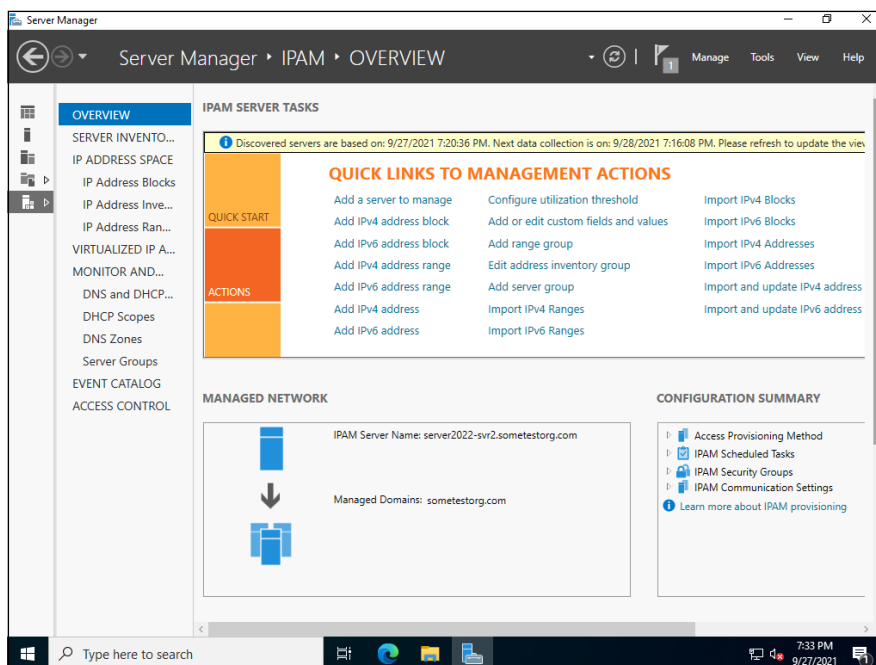 Server Manager
Server Manager ‣ IPAM ‣ OVERVIEW
1
Manage
Tools
View
Help
OVERVIEW
SERVER INVENTO...
IP ADDRESS SPACE
IP Address Blocks
IP Address Inve...
IP Address Ran...
VIRTUALIZED IP A...
MONITOR AND...
DNS and DHCP...
DHCP Scopes
DNS Zones
Server Groups
EVENT CATALOG
ACCESS CONTROL
IPAM SERVER TASKS
Discovered servers are based on: 9/27/2021 7:20:36 PM. Next data collection is on: 9/28/2021 7:16:08 PM. Please refresh to update the view
QUICK START
ACTIONS
QUICK LINKS TO MANAGEMENT ACTIONS
Add a server to manage
Add IPv4 address block
Add IPv6 address block
Add IPv4 address range
Add IPv6 address range
Add IPv4 address
Add IPv6 address
Configure utilization threshold
Add or edit custom fields and values
Add range group
Edit address inventory group
Add server group
Import IPv4 Ranges
Import IPv6 Ranges
Import IPv4 Blocks
Import IPv6 Blocks
Import IPv4 Addresses
Import IPv6 Addresses
Import and update IPv4 address
Import and update IPv6 address
MANAGED NETWORK
IPAM Server Name: server2022-svr2.sometestorg.com
Managed Domains: sometestorg.com
CONFIGURATION SUMMARY
Access Provisioning Method
IPAM Scheduled Tasks
IPAM Security Groups
IPAM Communication Settings
Learn more about IPAM provisioning
Type here to search
7:33 PM
9/27/2021
1